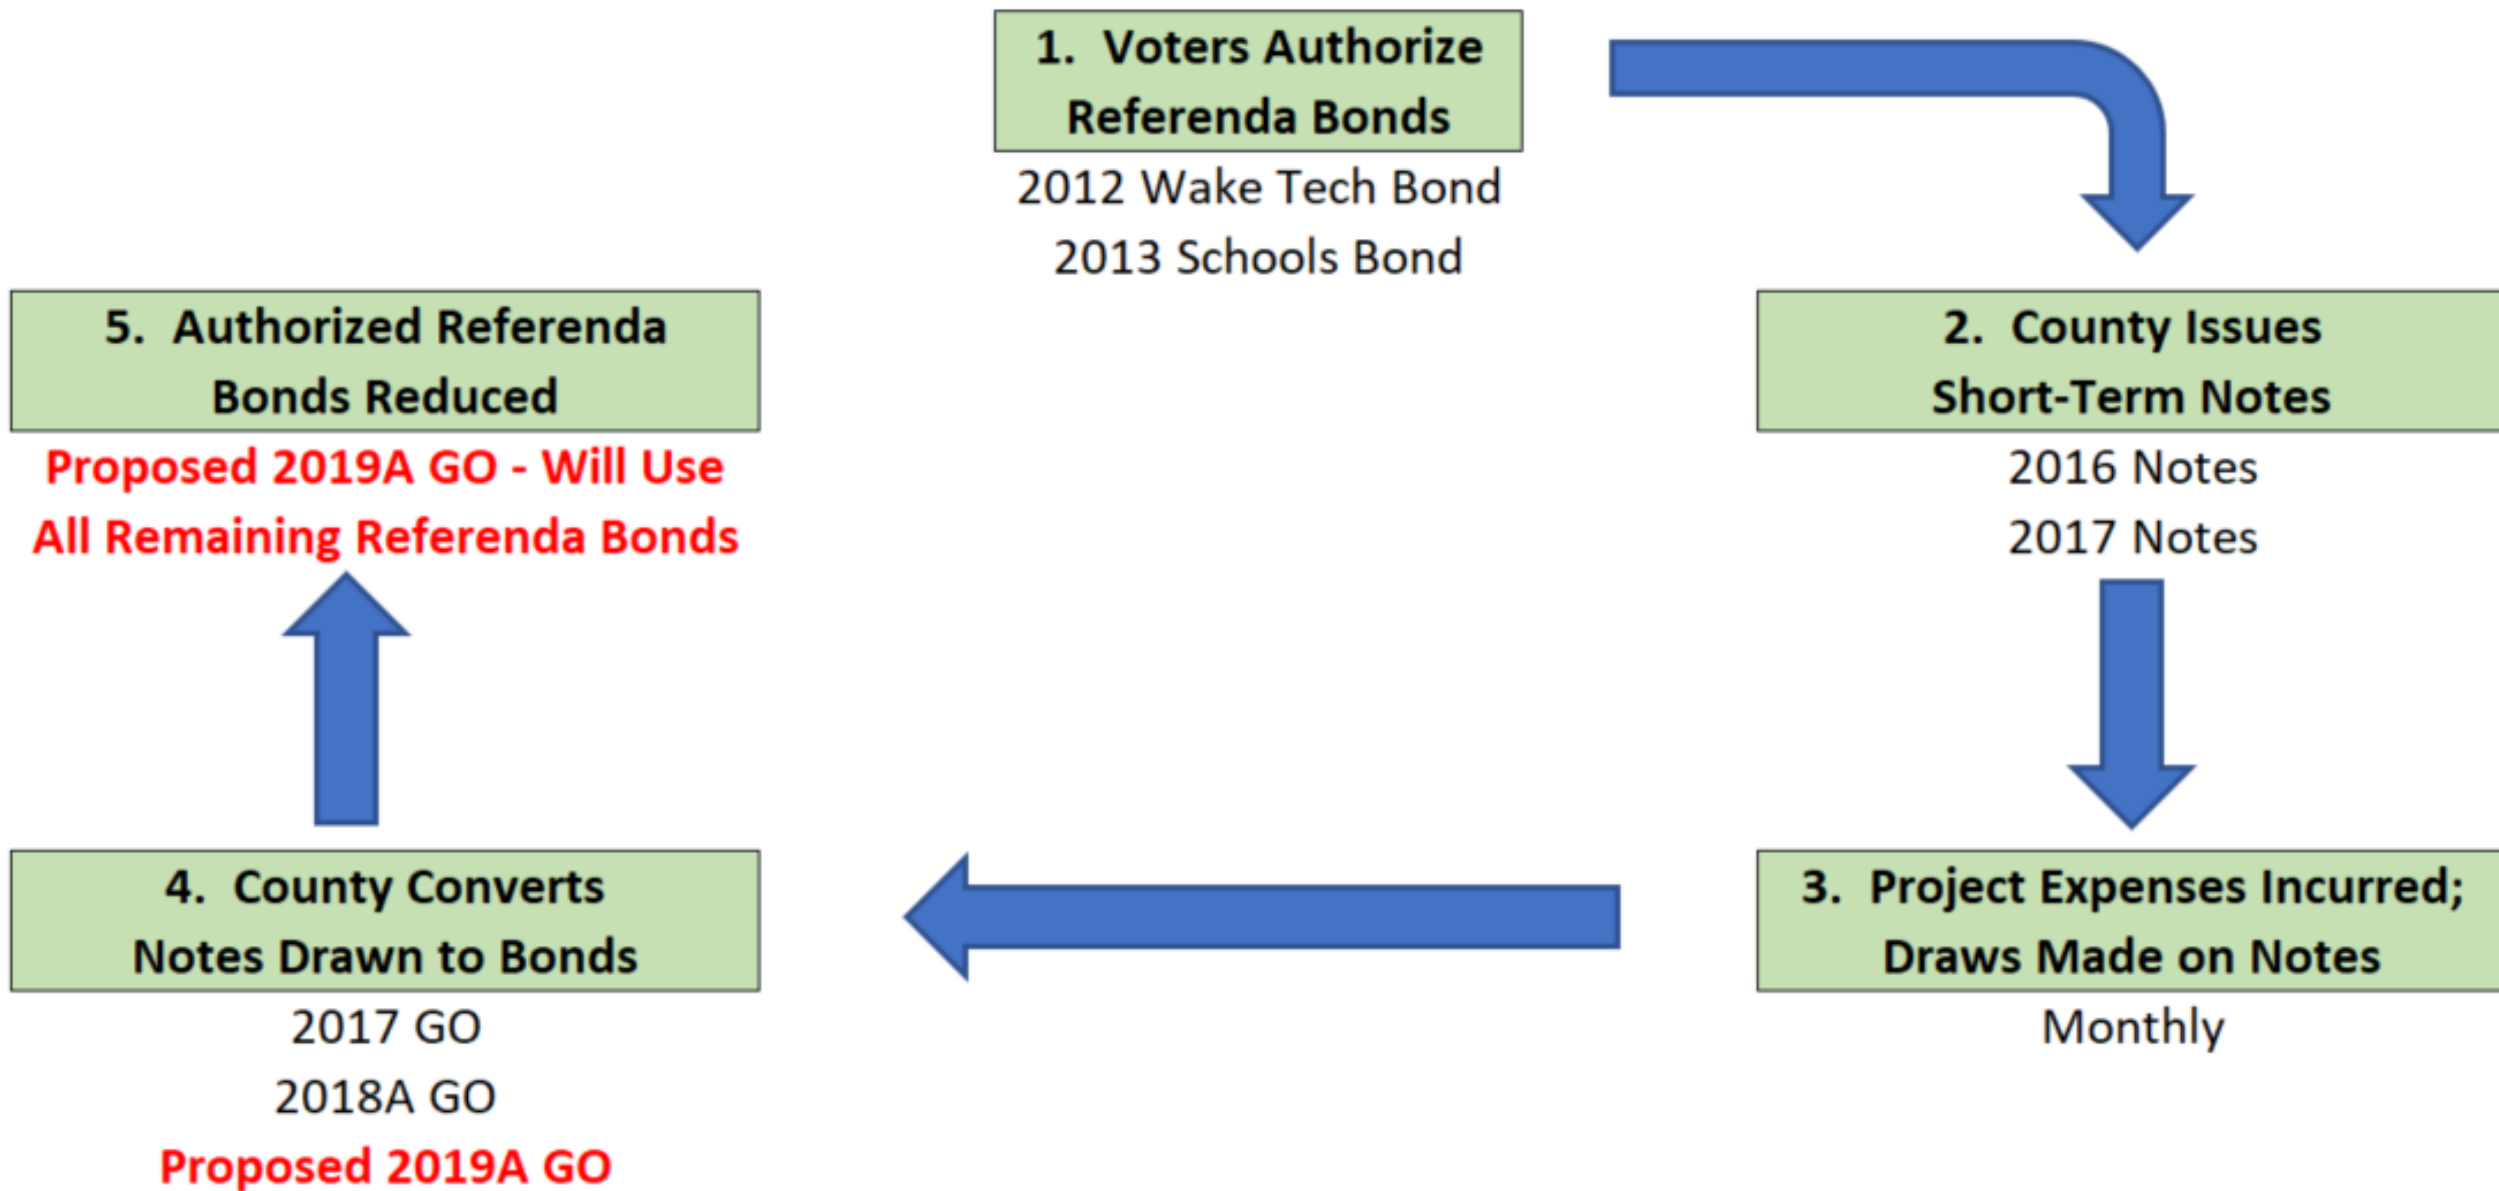 1. Voters Authorize
Referenda Bonds
2012 Wake Tech Bond
2013 Schools Bond
2. County Issues
Short-Term Notes
2016 Notes
2017 Notes
3. Project Expenses Incurred;
Draws Made on Notes
Monthly
4. County Converts
Notes Drawn to Bonds
2017 GO
2018A GO
Proposed 2019A GO
5. Authorized Referenda
Bonds Reduced
Proposed 2019A GO - Will Use
All Remaining Referenda Bonds